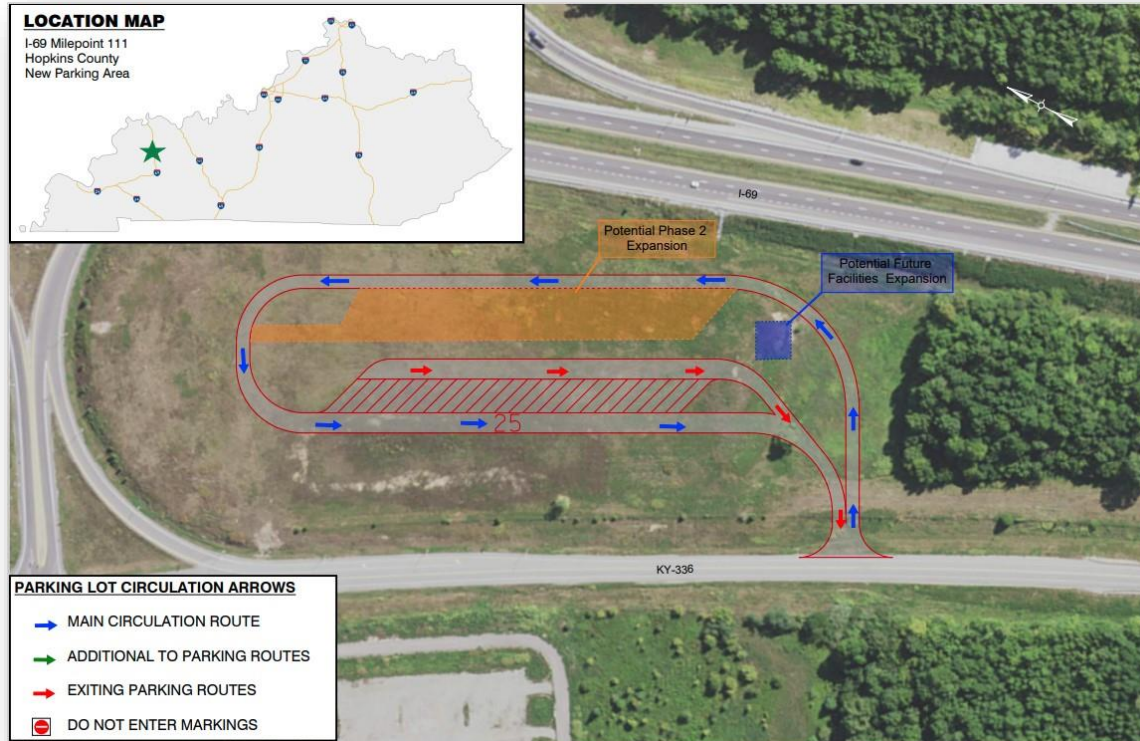 LOCATION MAP
I-69 Milepoint 111
Hopkins County
New Parking Area
I-69
Potential Phase 2
Expansion
Potential Future
Facilities Expansion
25
KY-336
PARKING LOT CIRCULATION ARROWS
MAIN CIRCULATION ROUTE
ADDITIONAL TO PARKING ROUTES
EXITING PARKING ROUTES
DO NOT ENTER MARKINGS